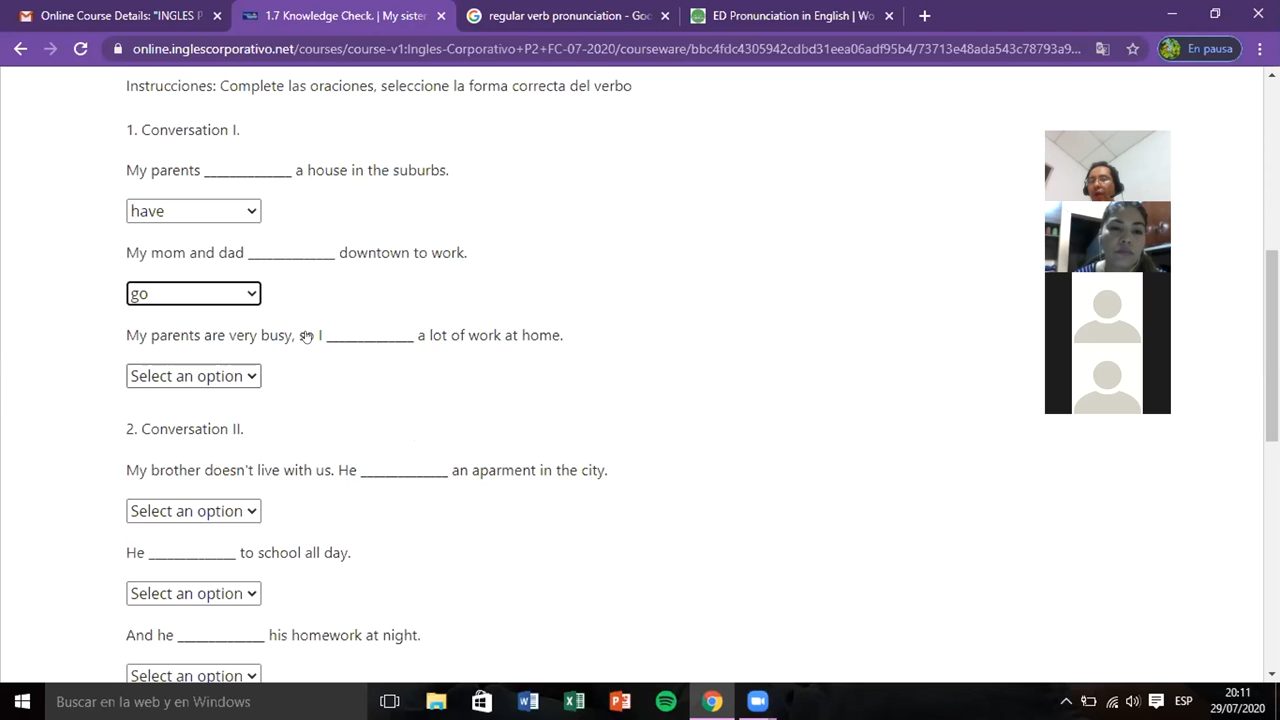 Online Course Details: "INGLES P
1.7 Knowledge Check. | My sister
regular verb pronunciation - Goo
ED Pronunciation in English | Wo
online.inglescorporativo.net/courses/course-v1:Ingles-Corporativo+P2+FC-07-2020/courseware/bbc4fdc4305942cdbd31eea06adf95b4/73713e48ada543c78793a9...
En pausa
Instrucciones: Complete las oraciones, seleccione la forma correcta del verbo
1. Conversation I.
My parents _____________ a house in the suburbs.
have
My mom and dad _____________ downtown to work.
go
My parents are very busy, so I _____________ a lot of work at home.
Select an option
2. Conversation II.
My brother doesn't live with us. He _____________ an aparment in the city.
Select an option
He _____________ to school all day.
Select an option
And he _____________ his homework at night.
Select an option
Buscar en la web y en Windows
ESP
20:11
29/07/2020